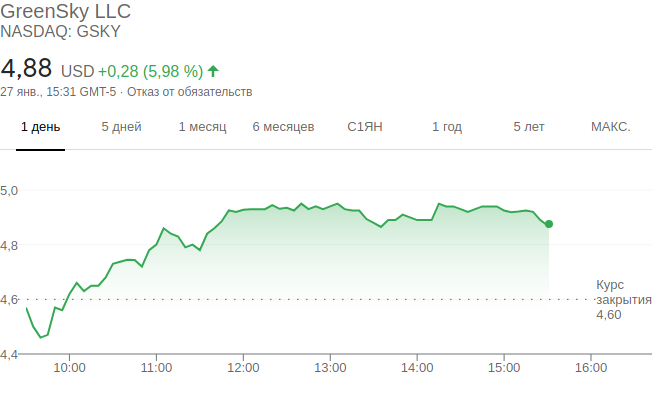 GreenSky LLC
NASDAQ: GSKY
4,88 USD +0,28 (5,98 %)
27 янв., 15:31 GMT-5 · Отказ от обязательств
1 день 5 дней 1 месяц 6 месяцев С1ЯН 1 год 5 лет МАКС.
5,0
4,8
4,6
Курс
закрытия
4,60
4,4
10:00 11:00 12:00 13:00 14:00 15:00 16:00